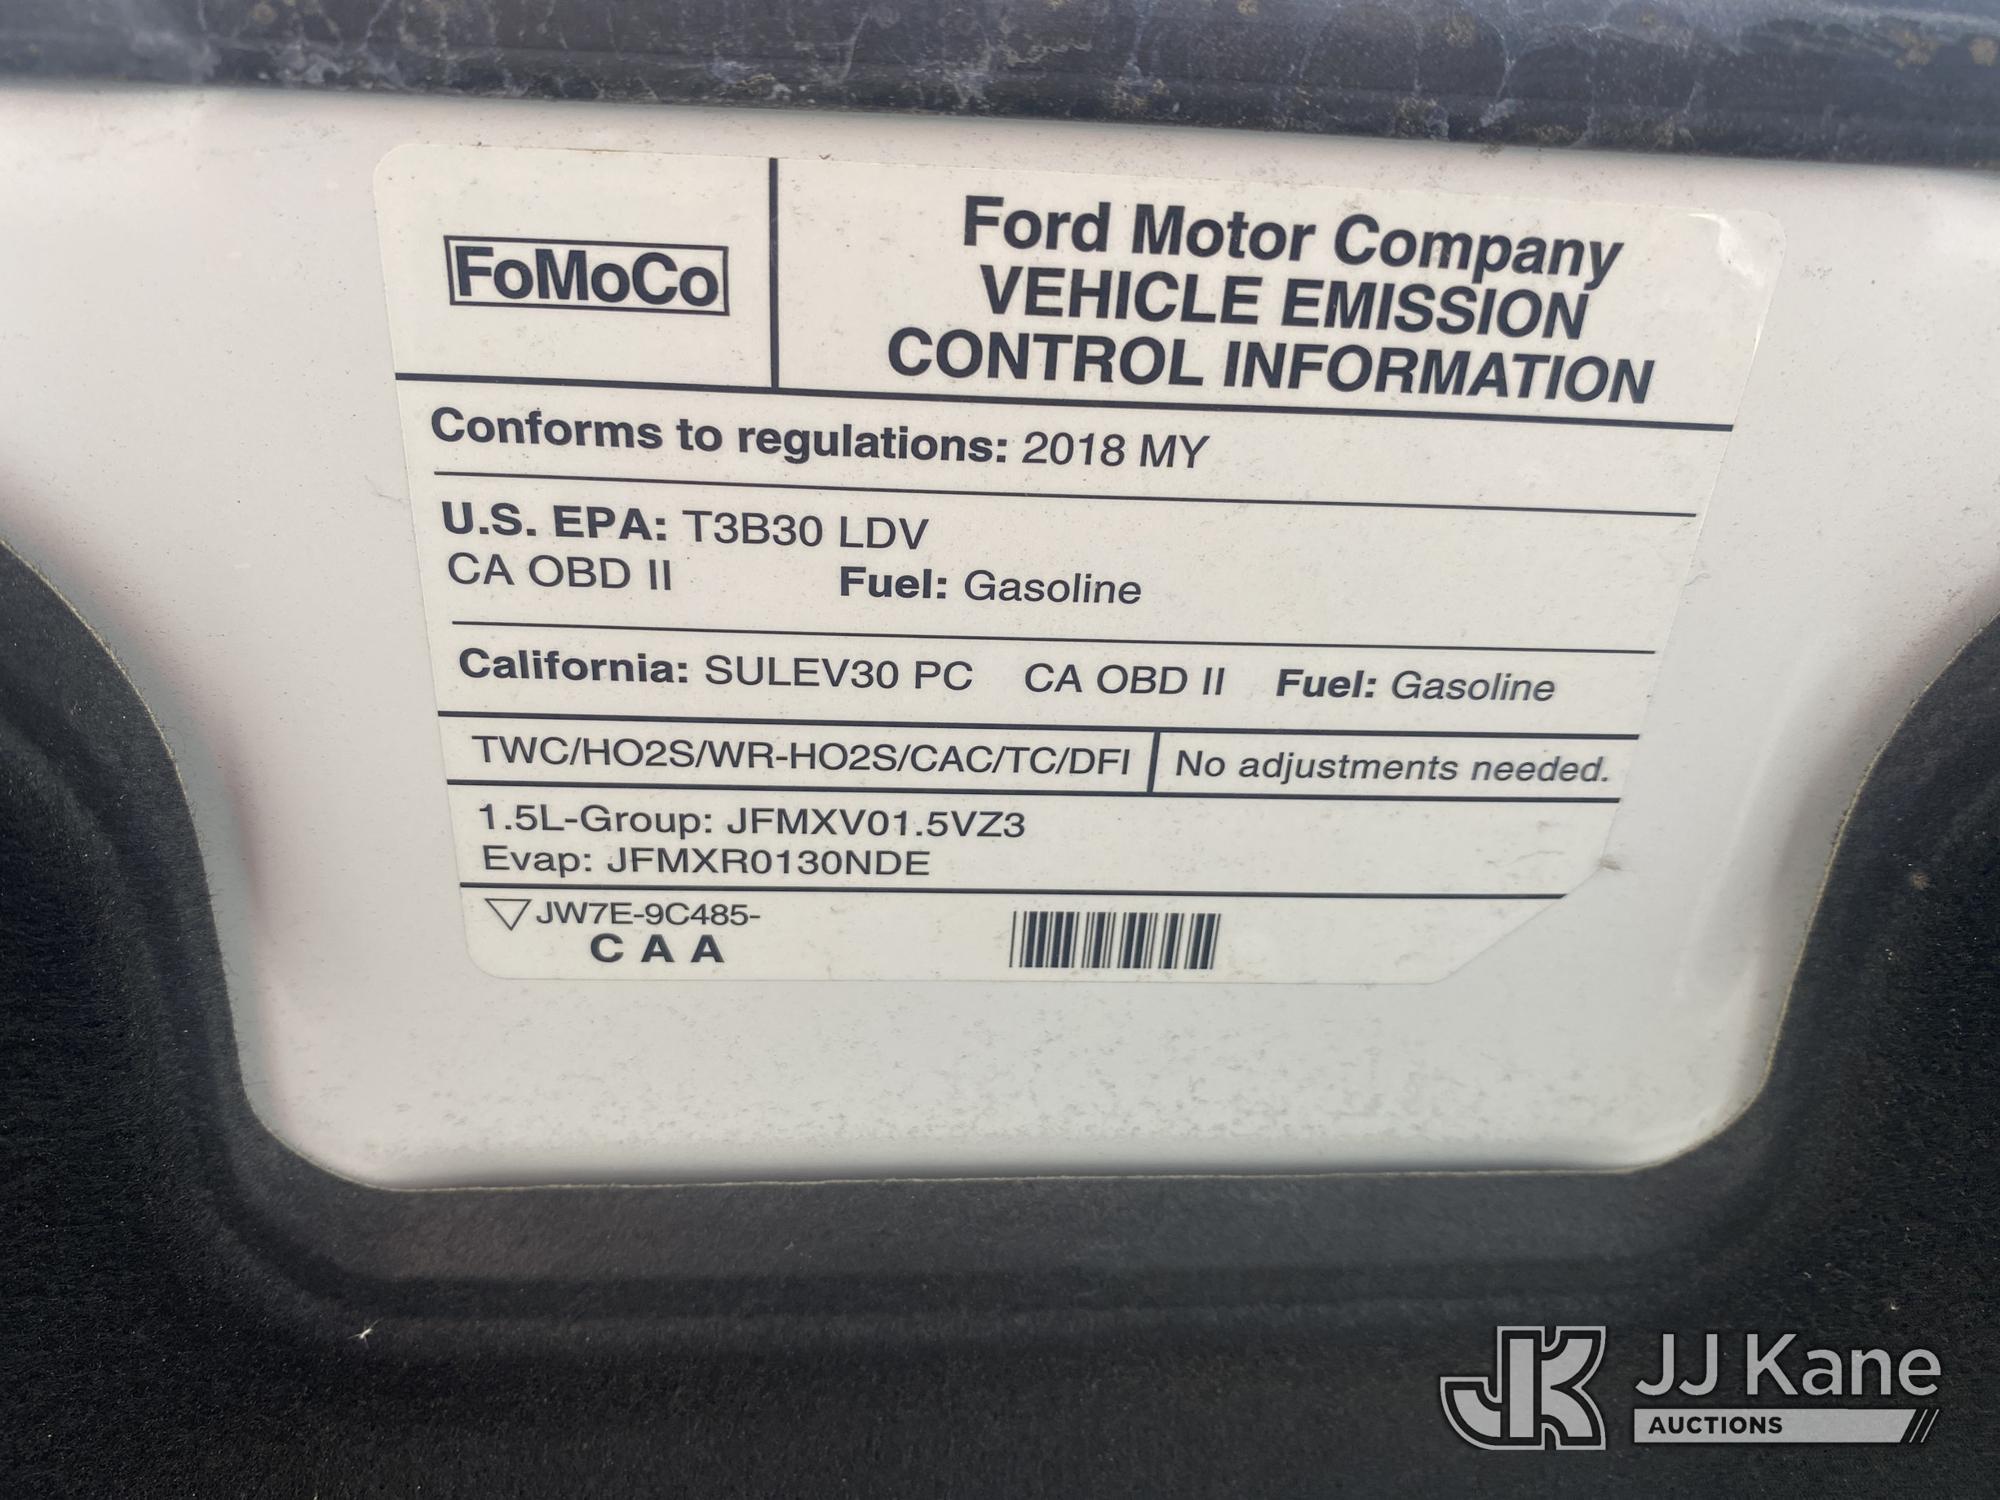 FoMoCo
Ford Motor Company
VEHICLE EMISSION
CONTROL INFORMATION
Conforms to regulations: 2018 MY
U.S. EPA: T3B30 LDV
CA OBD II Fuel: Gasoline
California: SULEV30 PC CA OBD II Fuel: Gasoline
TWC/HO2S/WR-HO2S/CAC/TC/DFI No adjustments needed.
1.5L-Group: JFMXV01.5VZ3
Evap: JFMXR0130NDE
JW7E-9C485-
C A A
JK JJ Kane
AUCTIONS